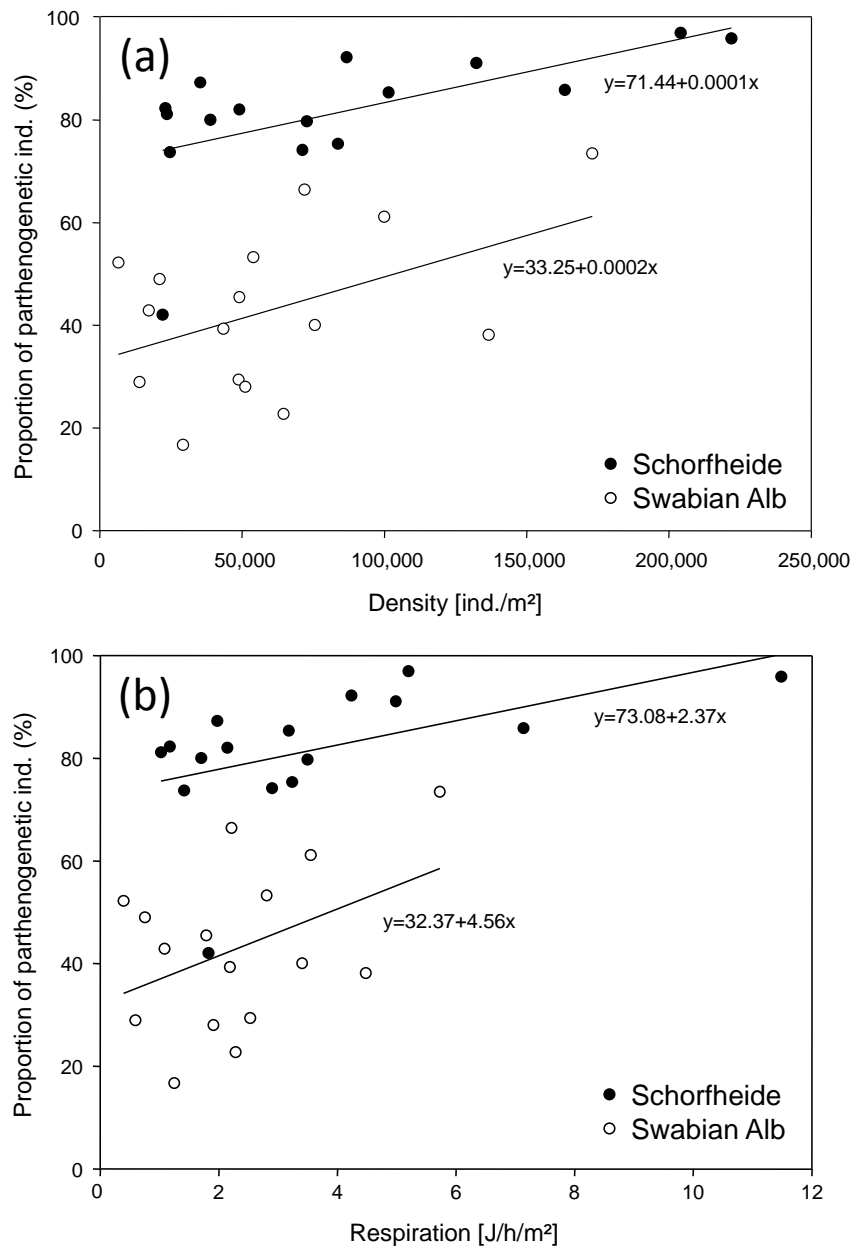 (a)
Proportion of parthenogenetic ind. (%)
100
80
60
40
20
0
y=71.44+0.0001x
y=33.25+0.0002x
Schorfheide
Swabian Alb
0 50,000 100,000 150,000 200,000 250,000
Density [ind./m²]
(b)
Proportion of parthenogenetic ind. (%)
100
80
60
40
20
0
y=73.08+2.37x
y=32.37+4.56x
Schorfheide
Swabian Alb
0 2 4 6 8 10 12
Respiration [J/h/m²]